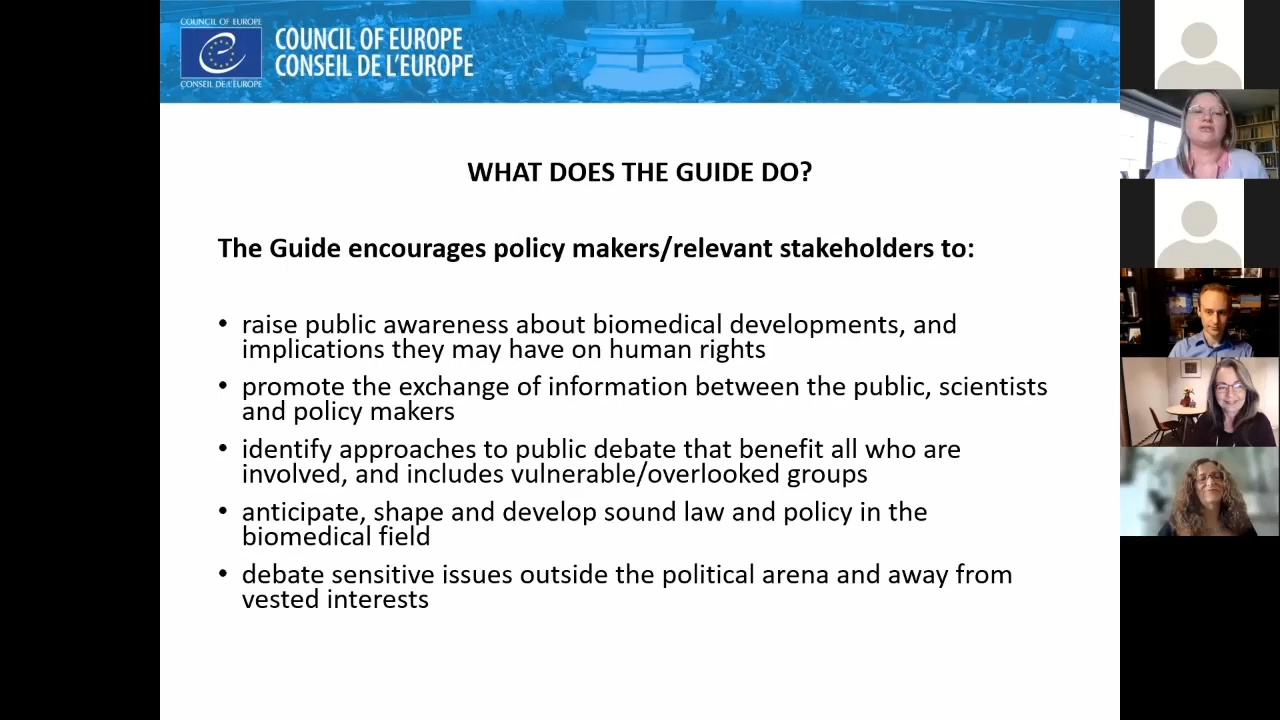 COUNCIL OF EUROPE
COUNCIL OF EUROPE
CONSEIL DE L'EUROPE
CONSEIL DE L'EUROPE
WHAT DOES THE GUIDE DO?
The Guide encourages policy makers/relevant stakeholders to:
• raise public awareness about biomedical developments, and
implications they may have on human rights
• promote the exchange of information between the public, scientists
and policy makers
• identify approaches to public debate that benefit all who are
involved, and includes vulnerable/overlooked groups
• anticipate, shape and develop sound law and policy in the
biomedical field
• debate sensitive issues outside the political arena and away from
vested interests